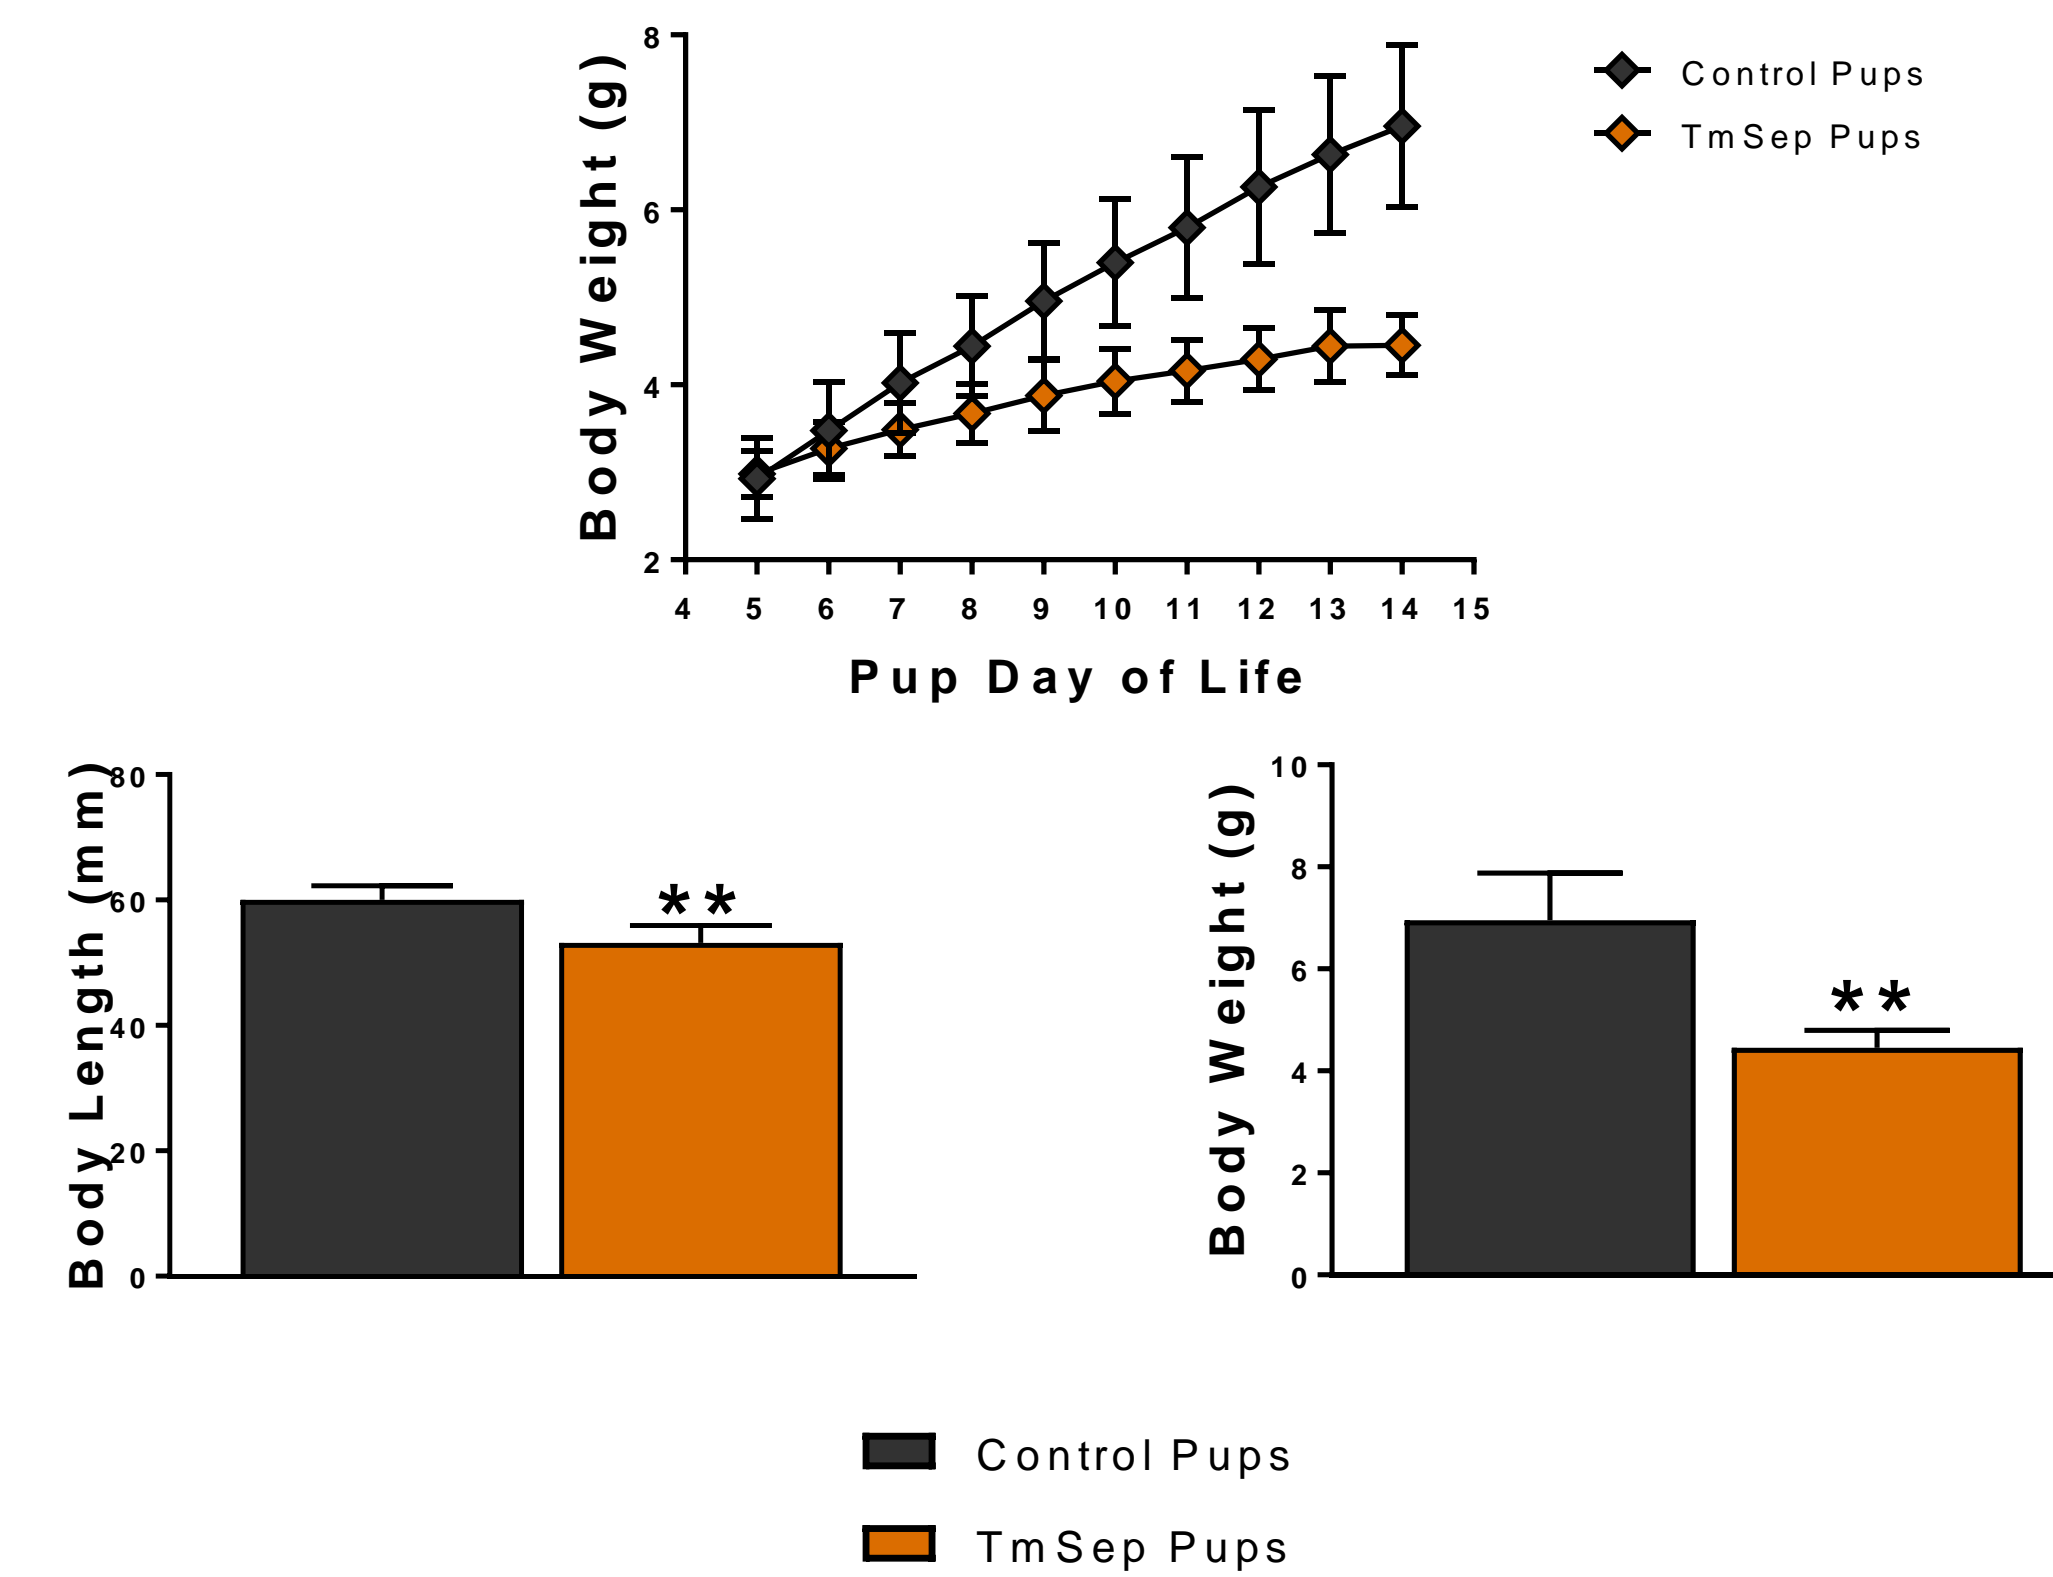 Body Weight (g)
8
6
4
2
4 5 6 7 8 9 10 11 12 13 14 15
Pup Day of Life
Control Pups
TmSep Pups
Body Length (mm)
80
60
40
20
0
**
Body Weight (g)
10
8
6
4
2
0
**
Control Pups
TmSep Pups